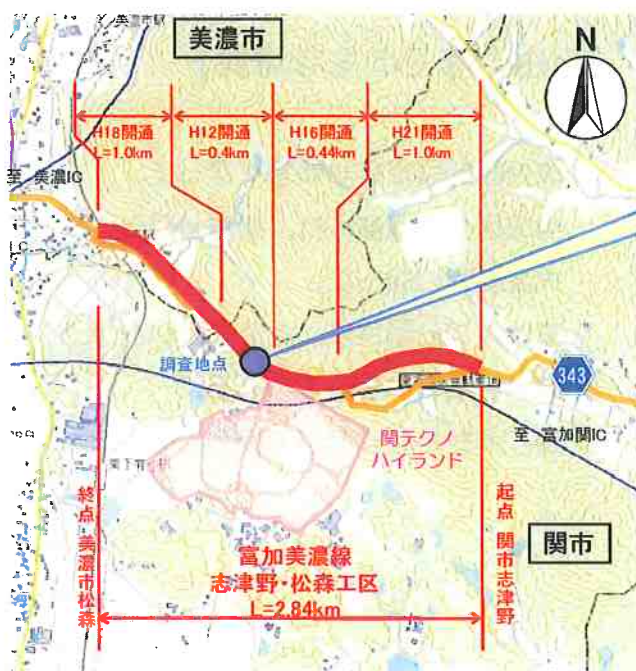 美濃市駅
美濃市
N
H18開通
L=1.0km
H12開通
L=0.4km
H16開通
L=0.44km
H21開通
L=1.0km
至 美濃IC
調査地点
343
至 富加関IC
関テクノ
ハイランド
終点 美濃市松森
起点 関市志津野
関市
富加美濃線
志津野・松森工区
L=2.84km